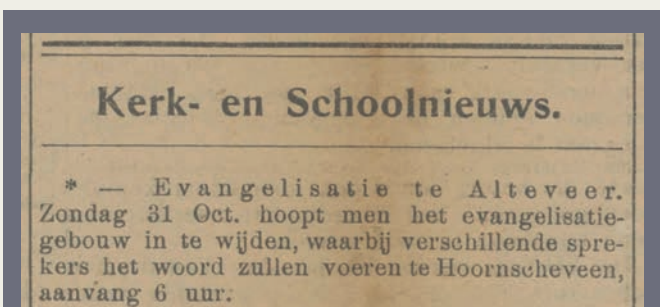 Kerk- en Schoolnieuws.
* — Evangelisatie te Alteveer.
Zondag 31 Oct. hoopt men het evangelisatie-
gebouw in te wijden, waarbij verschillende spre-
kers het woord zullen voeren te Hoornscheveen,
aanvang 6 uur.